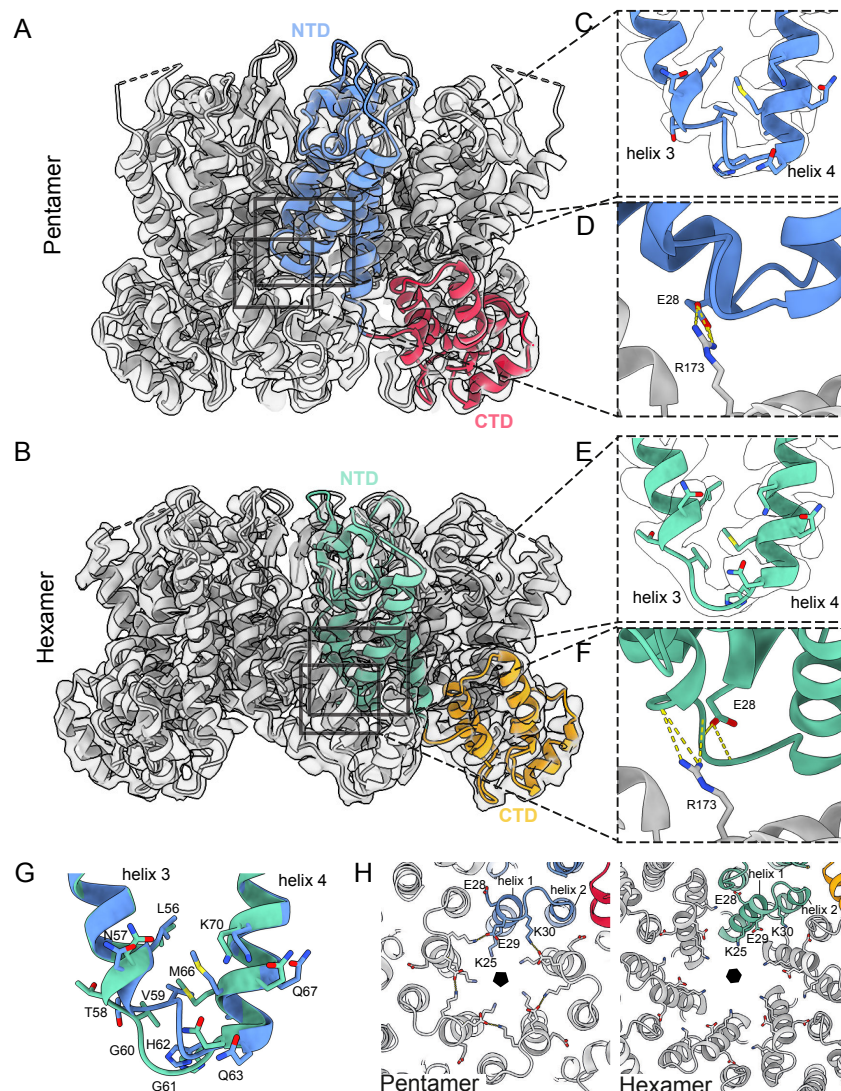 A
NTD
Pentamer
CTD
C
helix 3
helix 4
D
E28
R173
B
NTD
Hexamer
CTD
E
helix 3
helix 4
F
E28
R173
G
helix 3
helix 4
L56
N57
K70
M66
T58
V59
Q67
G60
H62
G61
Q63
H
E28
helix 1
helix 2
E29
K30
K25
Pentamer
E28
helix 1
helix 2
E29
K30
K25
Hexamer